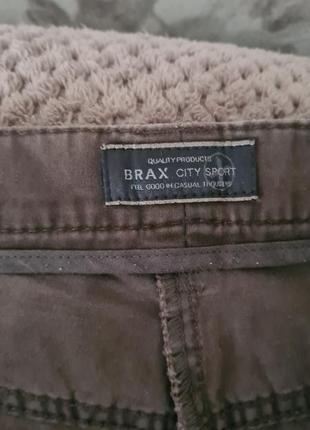 QUALITY PRODUCTS
BRAX CITY SPORT
FEEL GOOD IN CASUAL TROUSERS